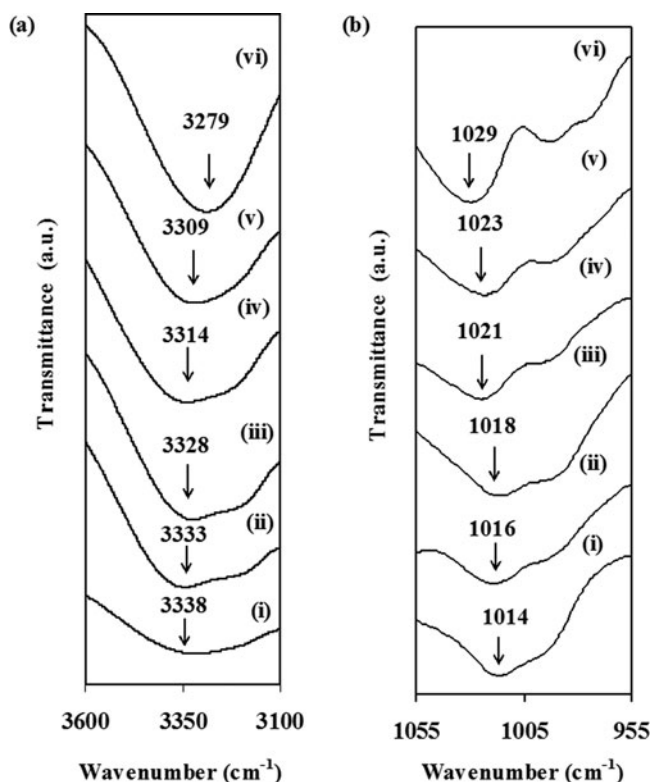 (a)
(vi)
3279
(v)
3309
(iv)
3314
(iii)
3328
(ii)
3333
(i)
3338
Transmittance (a.u.)
3600 3350 3100
Wavenumber (cm⁻¹)
(b)
(vi)
1029
(v)
1023
(iv)
1021
(iii)
1018
(ii)
1016
(i)
1014
Transmittance (a.u.)
1055 1005 955
Wavenumber (cm⁻¹)